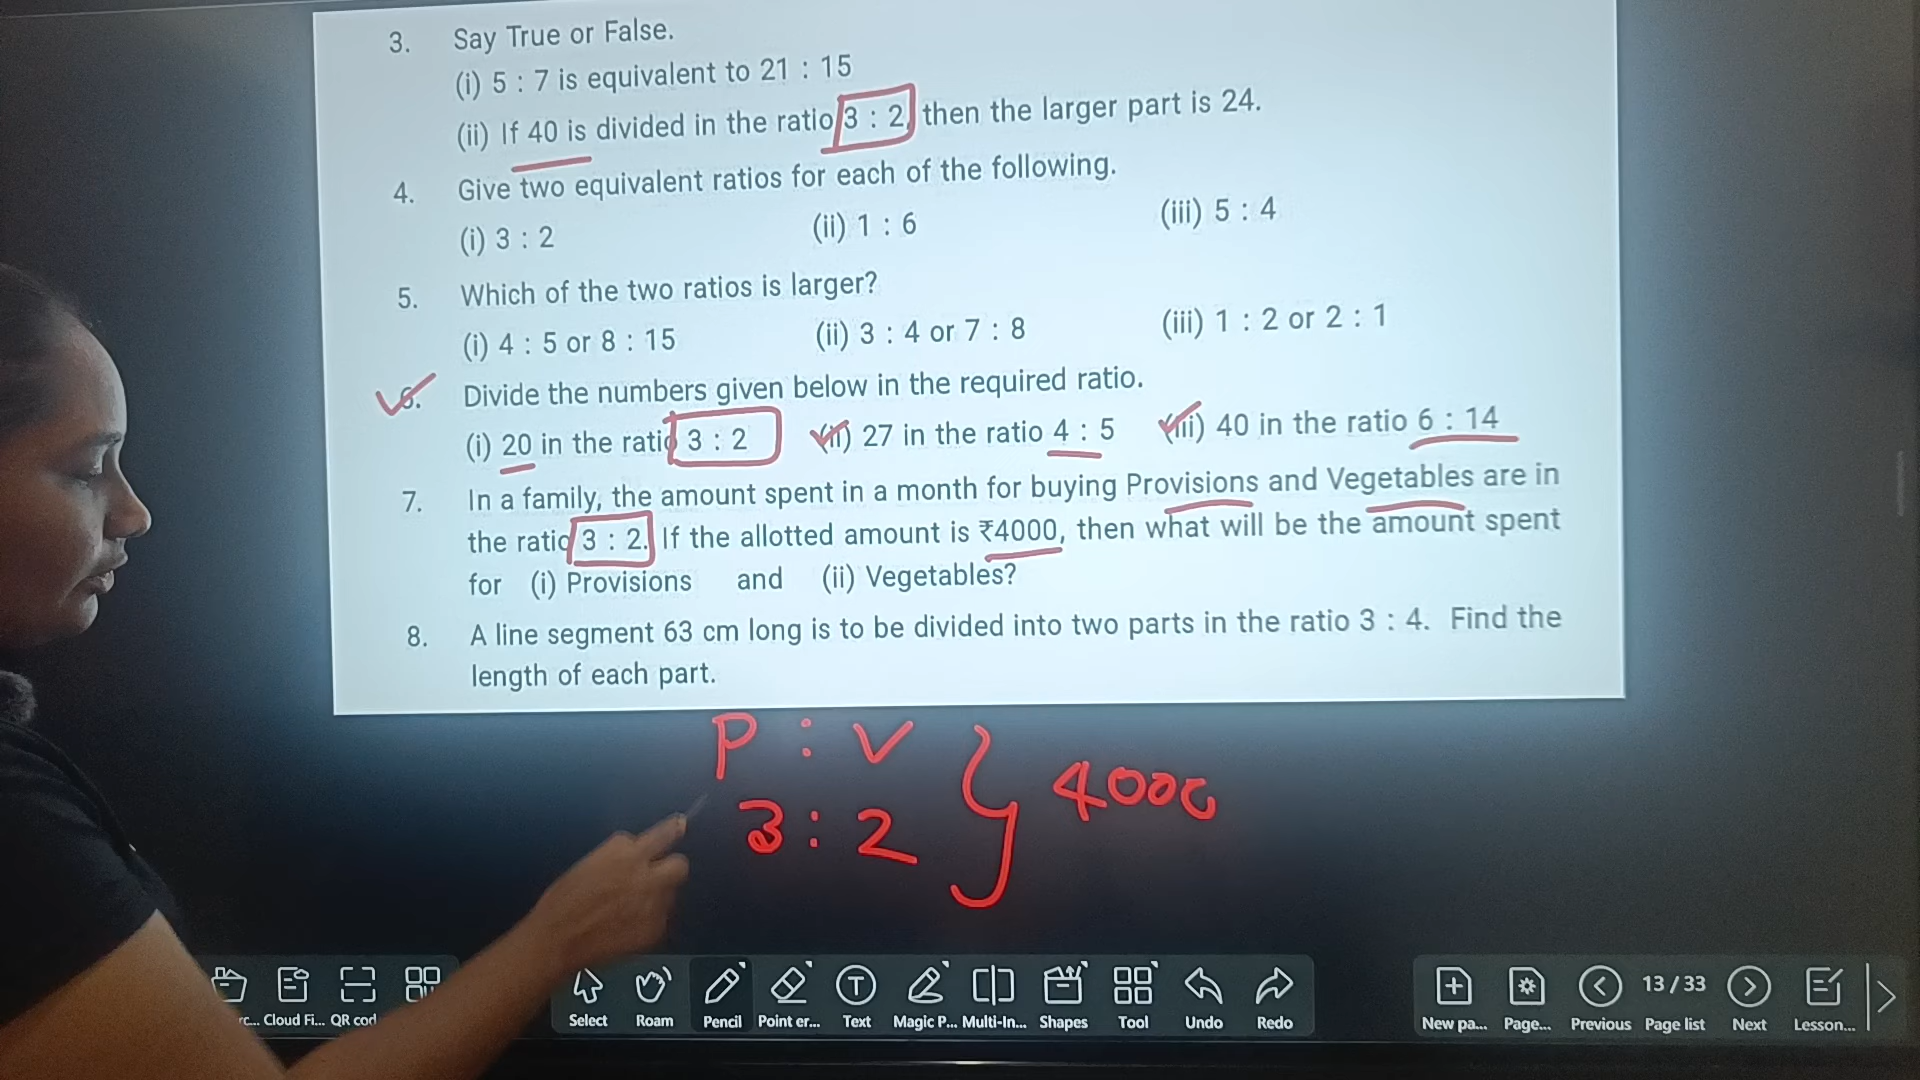 3. Say True or False.
(i) 5 : 7 is equivalent to 21 : 15
(ii) If 40 is divided in the ratio 3 : 2, then the larger part is 24.
4. Give two equivalent ratios for each of the following.
(i) 3 : 2 (ii) 1 : 6 (iii) 5 : 4
5. Which of the two ratios is larger?
(i) 4 : 5 or 8 : 15 (ii) 3 : 4 or 7 : 8 (iii) 1 : 2 or 2 : 1
6. Divide the numbers given below in the required ratio.
(i) 20 in the ratio 3 : 2 (ii) 27 in the ratio 4 : 5 (iii) 40 in the ratio 6 : 14
7. In a family, the amount spent in a month for buying Provisions and Vegetables are in
the ratio 3 : 2. If the allotted amount is ₹4000, then what will be the amount spent
for (i) Provisions and (ii) Vegetables?
8. A line segment 63 cm long is to be divided into two parts in the ratio 3 : 4. Find the
length of each part.
P : V
3 : 2 } 4000
13 / 33
Cloud Fi... QR cod Select Roam Pencil Point er... Text Magic P... Multi-In... Shapes Tool Undo Redo New pa... Page... Previous Page list Next Lesson...